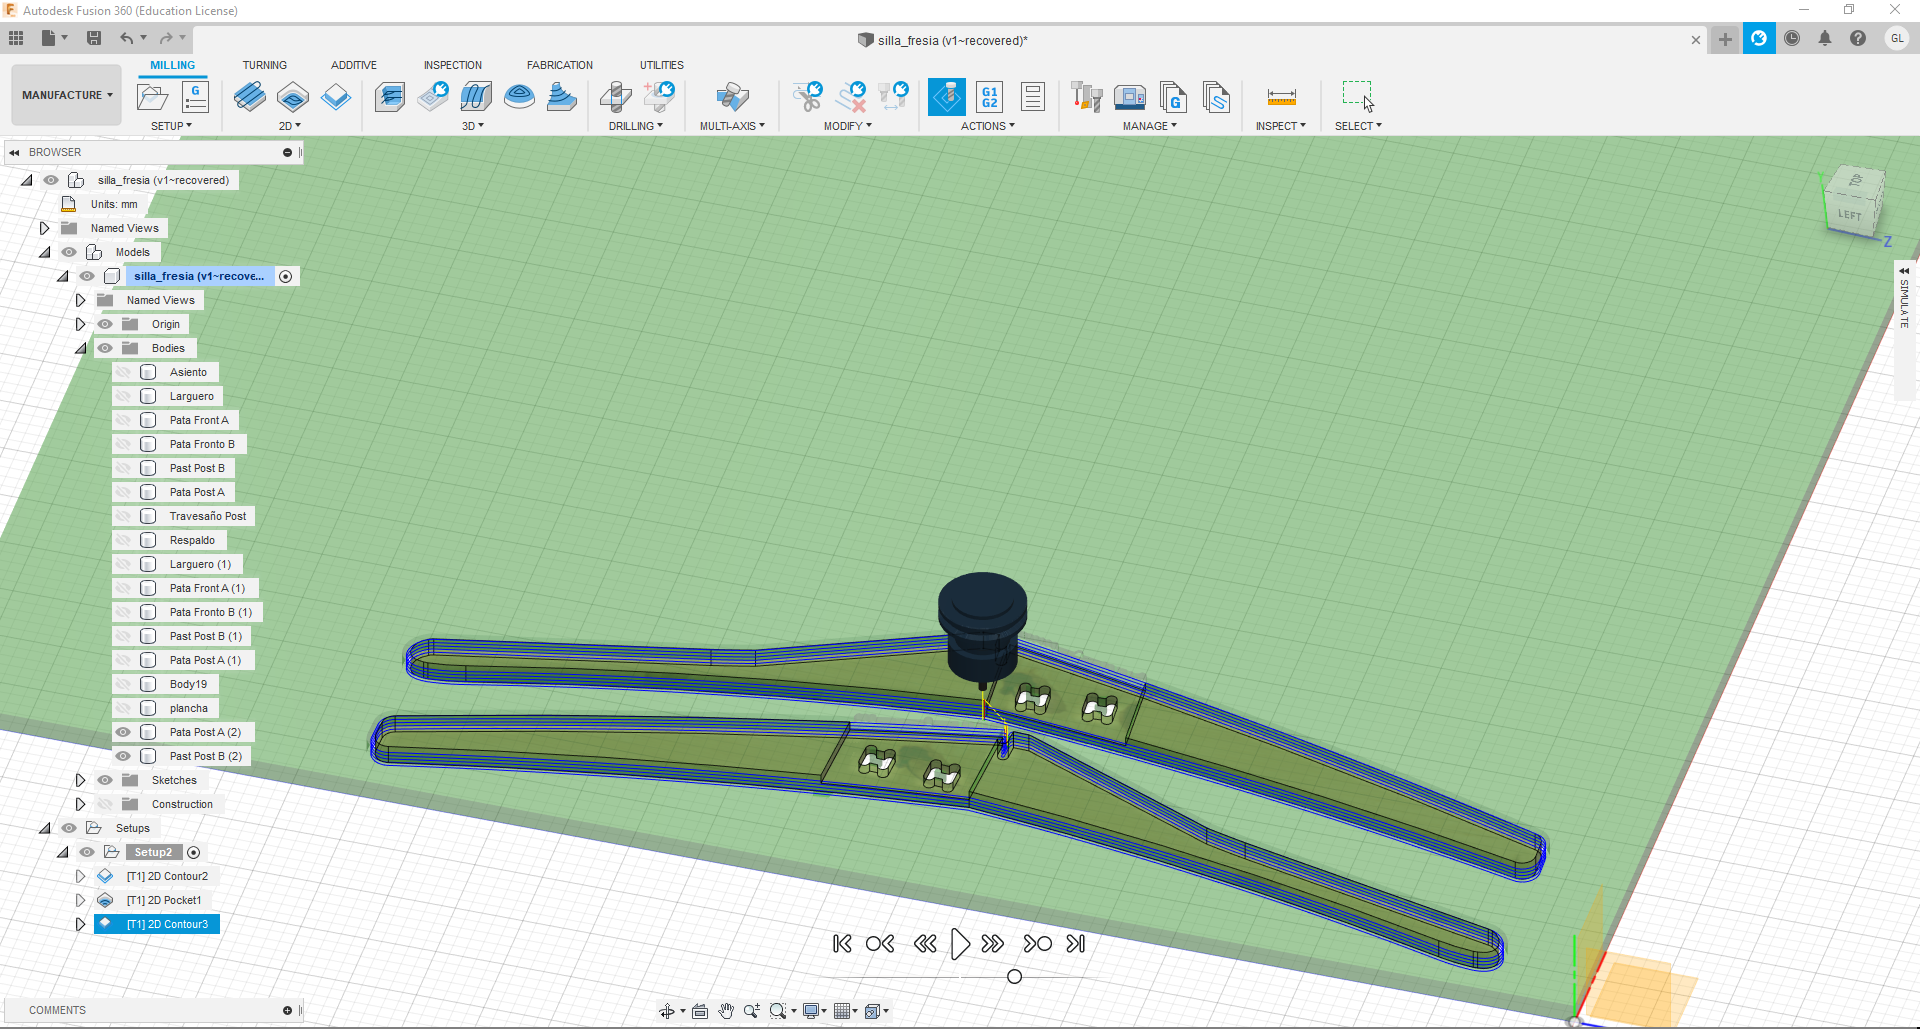 Autodesk Fusion 360 (Education License)
silla_fresia (v1~recovered)*
GL
MANUFACTURE
MILLING
TURNING
ADDITIVE
INSPECTION
FABRICATION
UTILITIES
G
G1
G2
G
SETUP
2D
3D
DRILLING
MULTI-AXIS
MODIFY
ACTIONS
MANAGE
INSPECT
SELECT
BROWSER
silla_fresia (v1~recovered)
Units: mm
Named Views
Models
silla_fresia (v1~recove...
Named Views
Origin
Bodies
Asiento
Larguero
Pata Front A
Pata Fronto B
Past Post B
Pata Post A
Travesaño Post
Respaldo
Larguero (1)
Pata Front A (1)
Pata Fronto B (1)
Past Post B (1)
Pata Post A (1)
Body19
plancha
Pata Post A (2)
Past Post B (2)
Sketches
Construction
Setups
Setup2
[T1] 2D Contour2
[T1] 2D Pocket1
[T1] 2D Contour3
COMMENTS
TOP
LEFT
Z
SIMULATE